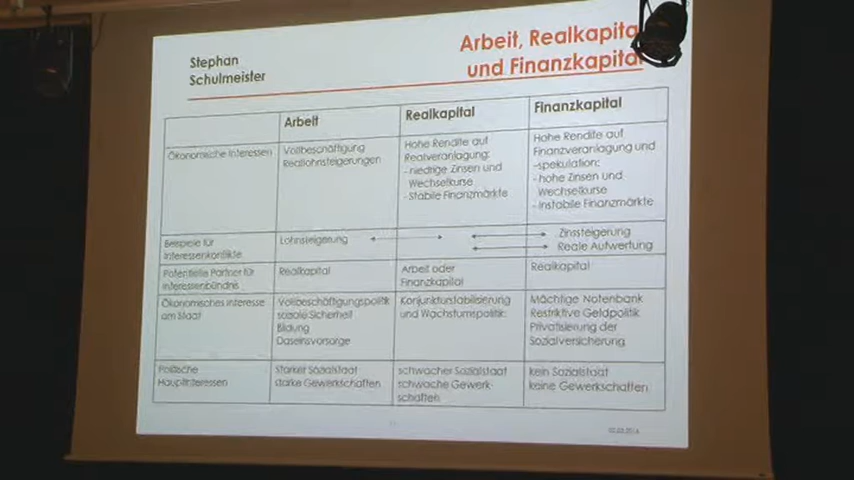 Stephan
Schulmeister
Arbeit, Realkapital
und Finanzkapital
Arbeit
Realkapital
Finanzkapital
Ökonomische Interessen
Vollbeschäftigung
Reallohnsteigerungen
Hohe Rendite auf
Realveranlagung:
- niedrige Zinsen und
Wechselkurse
- Stabile Finanzmärkte
Hohe Rendite auf
Finanzveranlagung und
-spekulation:
- hohe Zinsen und
Wechselkurse
- Instabile Finanzmärkte
Beispiele für
Interessenkonflikte
Lohnsteigerung
Zinssteigerung
Reale Aufwertung
Potentielle Partner für
Interessenbündnis
Realkapital
Arbeit oder
Finanzkapital
Realkapital
Ökonomisches Interesse
am Staat
Vollbeschäftigungspolitik
soziale Sicherheit
Bildung
Daseinsvorsorge
Konjunkturstabilisierung
und Wachstumspolitik
Mächtige Notenbank
Restriktive Geldpolitik
Privatisierung der
Sozialversicherung
Politische
Hauptinteressen
Starker Sozialstaat
starke Gewerkschaften
schwacher Sozialstaat
schwache Gewerk-
schaften
kein Sozialstaat
keine Gewerkschaften